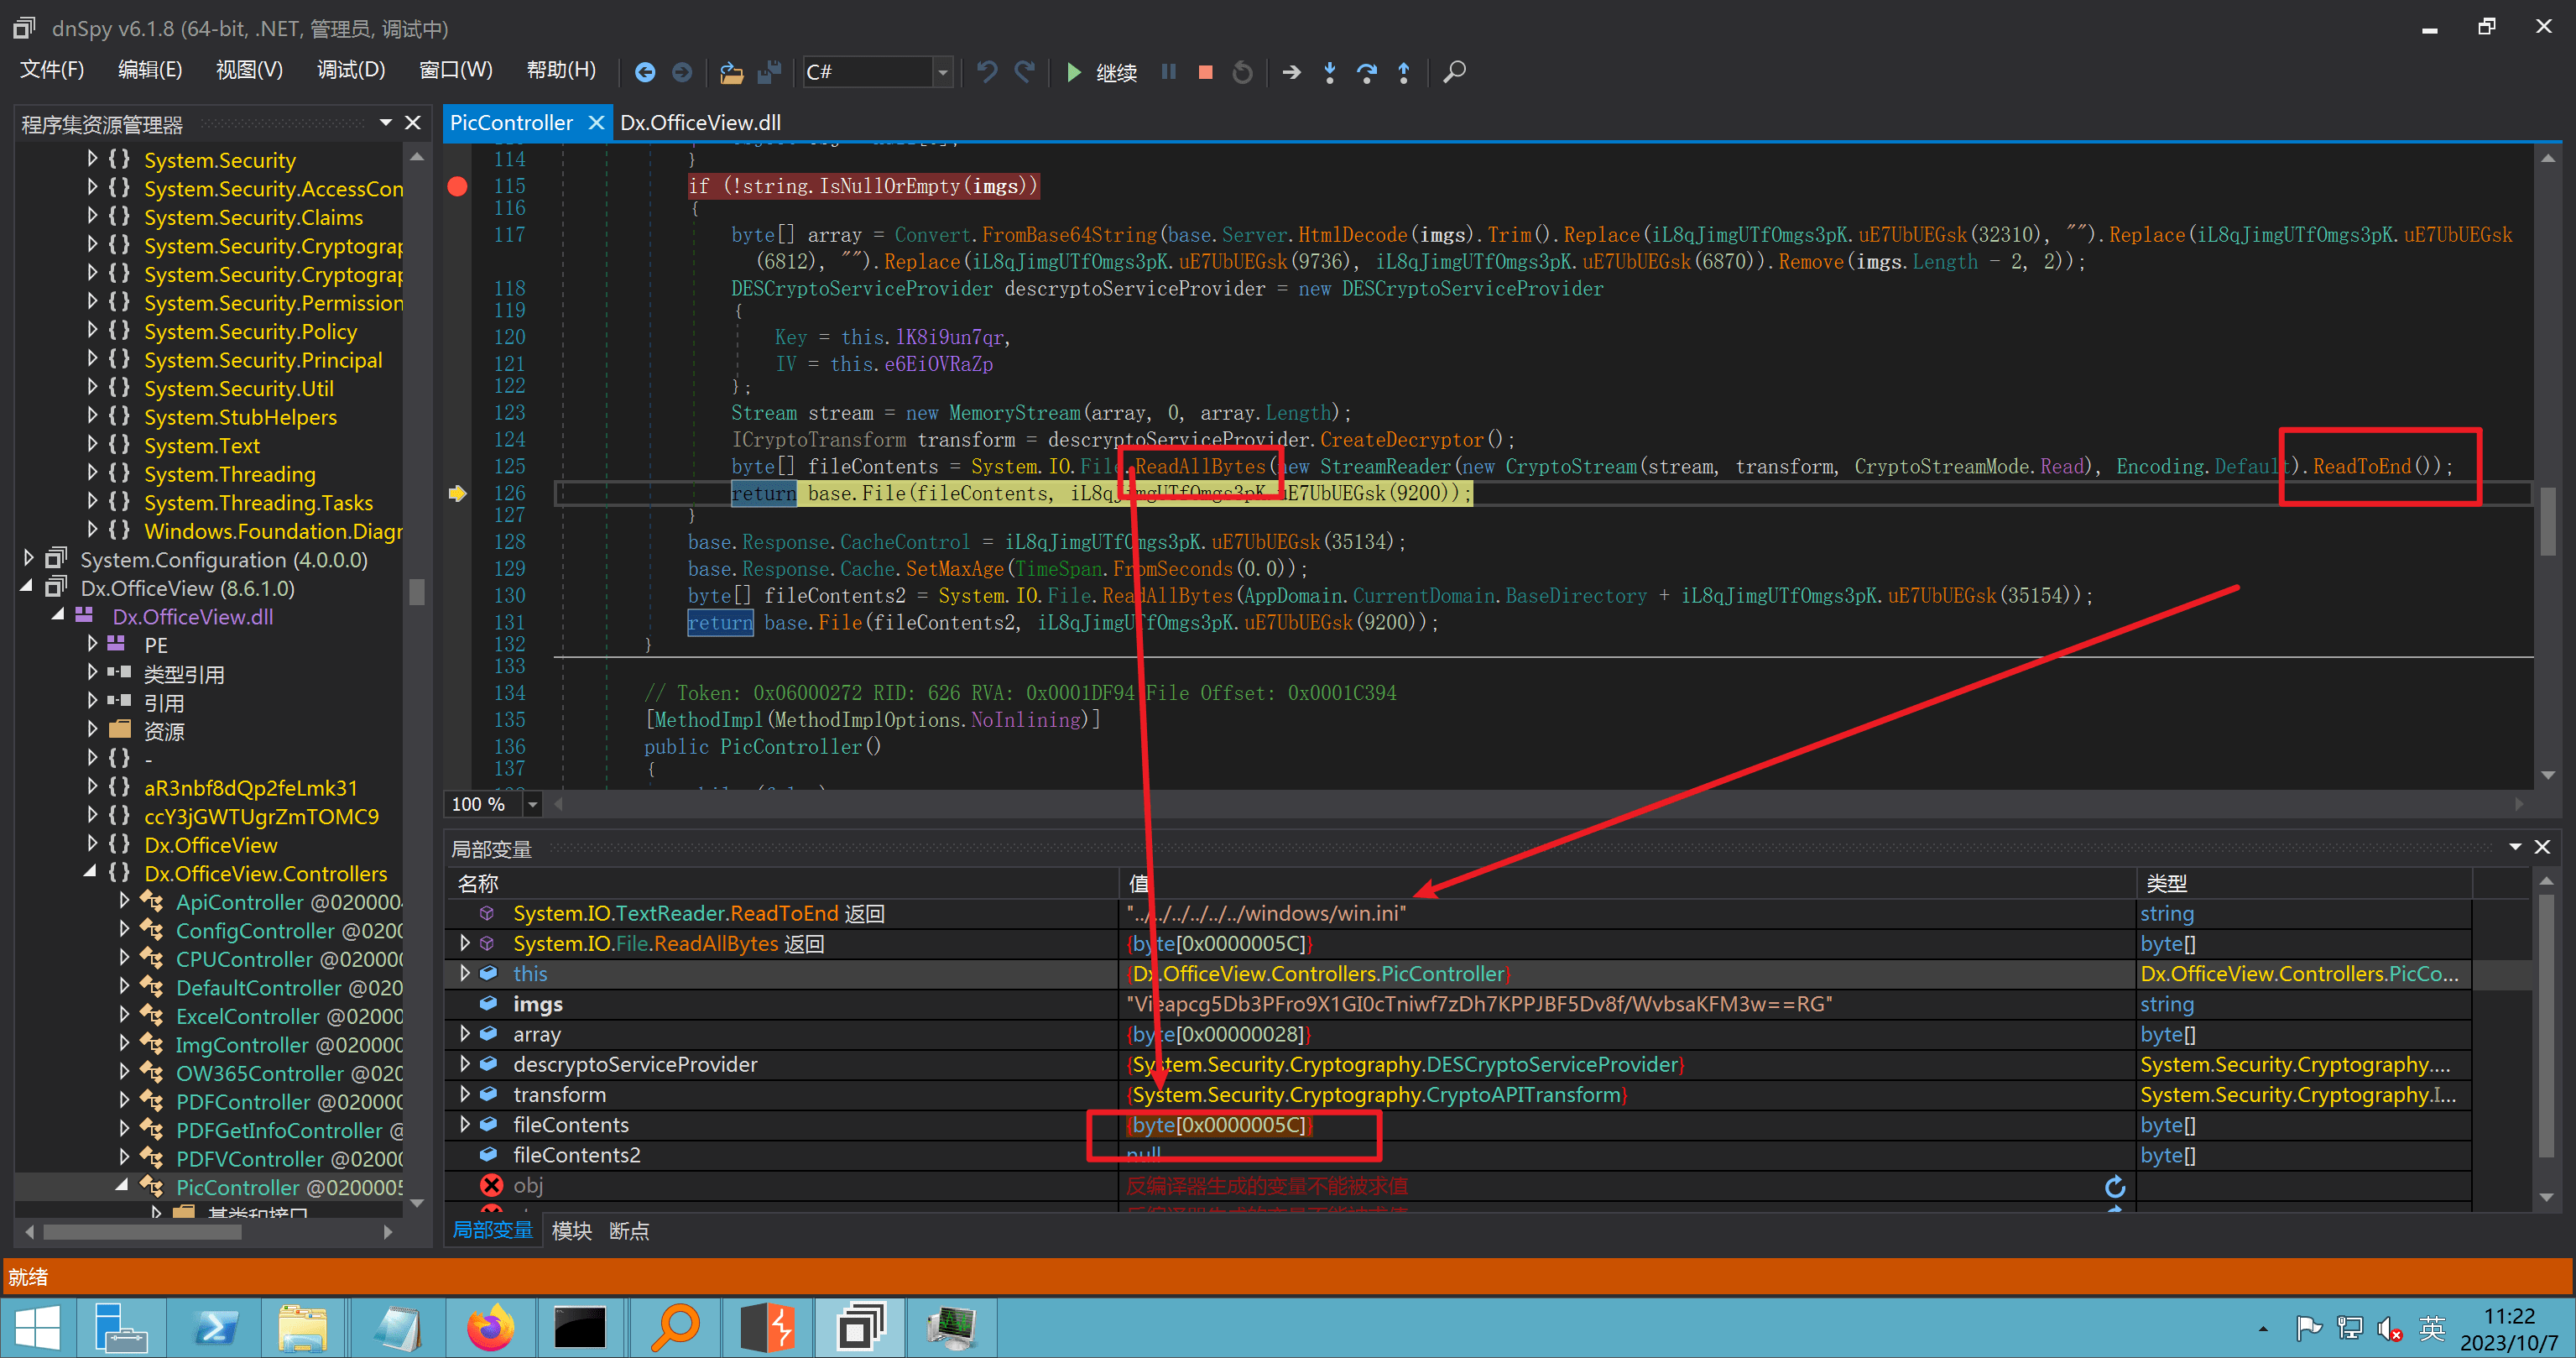 dnSpy v6.1.8 (64-bit, .NET, 管理员, 调试中)
文件(F) 编辑(E) 视图(V) 调试(D) 窗口(W) 帮助(H) C# 继续
程序集资源管理器
System.Security
System.Security.AccessCon
System.Security.Claims
System.Security.Cryptograp
System.Security.Cryptograp
System.Security.Permission
System.Security.Policy
System.Security.Principal
System.Security.Util
System.StubHelpers
System.Text
System.Threading
System.Threading.Tasks
Windows.Foundation.Diagr
System.Configuration (4.0.0.0)
Dx.OfficeView (8.6.1.0)
Dx.OfficeView.dll
PE
类型引用
引用
资源
{ } -
{ } aR3nbf8dQp2feLmk31
{ } ccY3jGWTUgrZmTOMC9
{ } Dx.OfficeView
{ } Dx.OfficeView.Controllers
ApiController @020000
ConfigController @0200
CPUController @020000
DefaultController @020
ExcelController @02000
ImgController @020000
OW365Controller @020
PDFController @020000
PDFGetInfoController @
PDFVController @02000
PicController @0200005
基类和接口
PicController Dx.OfficeView.dll
114 }
115 if (!string.IsNullOrEmpty(imgs))
116 {
117 byte[] array = Convert.FromBase64String(base.Server.HtmlDecode(imgs).Trim().Replace(iL8qJimgUTfOmgs3pK.uE7UbUEGsk(32310), "").Replace(iL8qJimgUTfOmgs3pK.uE7UbUEGsk
(6812), "").Replace(iL8qJimgUTfOmgs3pK.uE7UbUEGsk(9736), iL8qJimgUTfOmgs3pK.uE7UbUEGsk(6870)).Remove(imgs.Length - 2, 2));
118 DESCryptoServiceProvider descryptoServiceProvider = new DESCryptoServiceProvider
119 {
120 Key = this.lK8i9un7qr,
121 IV = this.e6EiOVRaZp
122 };
123 Stream stream = new MemoryStream(array, 0, array.Length);
124 ICryptoTransform transform = descryptoServiceProvider.CreateDecryptor();
125 byte[] fileContents = System.IO.File.ReadAllBytes(new StreamReader(new CryptoStream(stream, transform, CryptoStreamMode.Read), Encoding.Default).ReadToEnd());
126 return base.File(fileContents, iL8qJimgUTfOmgs3pK.uE7UbUEGsk(9200));
127 }
128 base.Response.CacheControl = iL8qJimgUTfOmgs3pK.uE7UbUEGsk(35134);
129 base.Response.Cache.SetMaxAge(TimeSpan.FromSeconds(0.0));
130 byte[] fileContents2 = System.IO.File.ReadAllBytes(AppDomain.CurrentDomain.BaseDirectory + iL8qJimgUTfOmgs3pK.uE7UbUEGsk(35154));
131 return base.File(fileContents2, iL8qJimgUTfOmgs3pK.uE7UbUEGsk(9200));
132 }
133
134 // Token: 0x06000272 RID: 626 RVA: 0x0001DF94 File Offset: 0x0001C394
135 [MethodImpl(MethodImplOptions.NoInlining)]
136 public PicController()
137 {
100 %
局部变量
名称 值 类型
System.IO.TextReader.ReadToEnd 返回 "../../../../../../windows/win.ini" string
System.IO.File.ReadAllBytes 返回 {byte[0x0000005C]} byte[]
this {Dx.OfficeView.Controllers.PicController} Dx.OfficeView.Controllers.PicCo...
imgs "Vieapcg5Db3PFro9X1GI0cTniwf7zDh7KPPJBF5Dv8f/WvbsaKFM3w==RG" string
array {byte[0x00000028]} byte[]
descryptoServiceProvider {System.Security.Cryptography.DESCryptoServiceProvider} System.Security.Cryptography....
transform {System.Security.Cryptography.CryptoAPITransform} System.Security.Cryptography.I...
fileContents {byte[0x0000005C]} byte[]
fileContents2 null byte[]
obj 反编译器生成的变量不能被求值
局部变量 模块 断点
就绪
英
11:22
2023/10/7